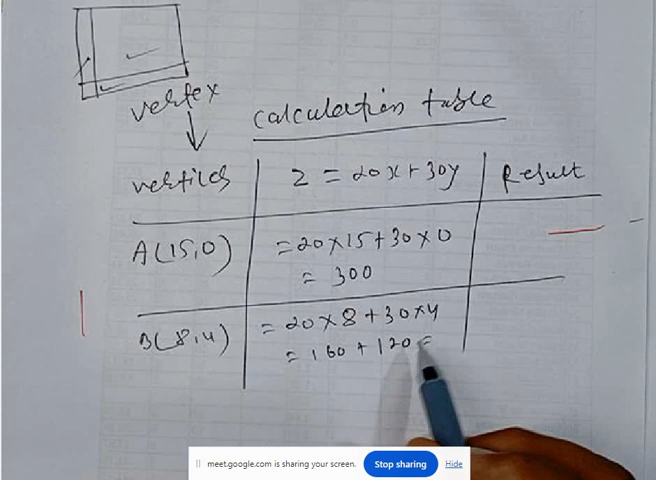 vertex
calculation table
vertices Z = 20x + 30y Result
A(15,0) = 20×15+30×0
= 300
B(8,4) = 20×8+30×4
= 160 + 120 =
meet.google.com is sharing your screen. Stop sharing Hide